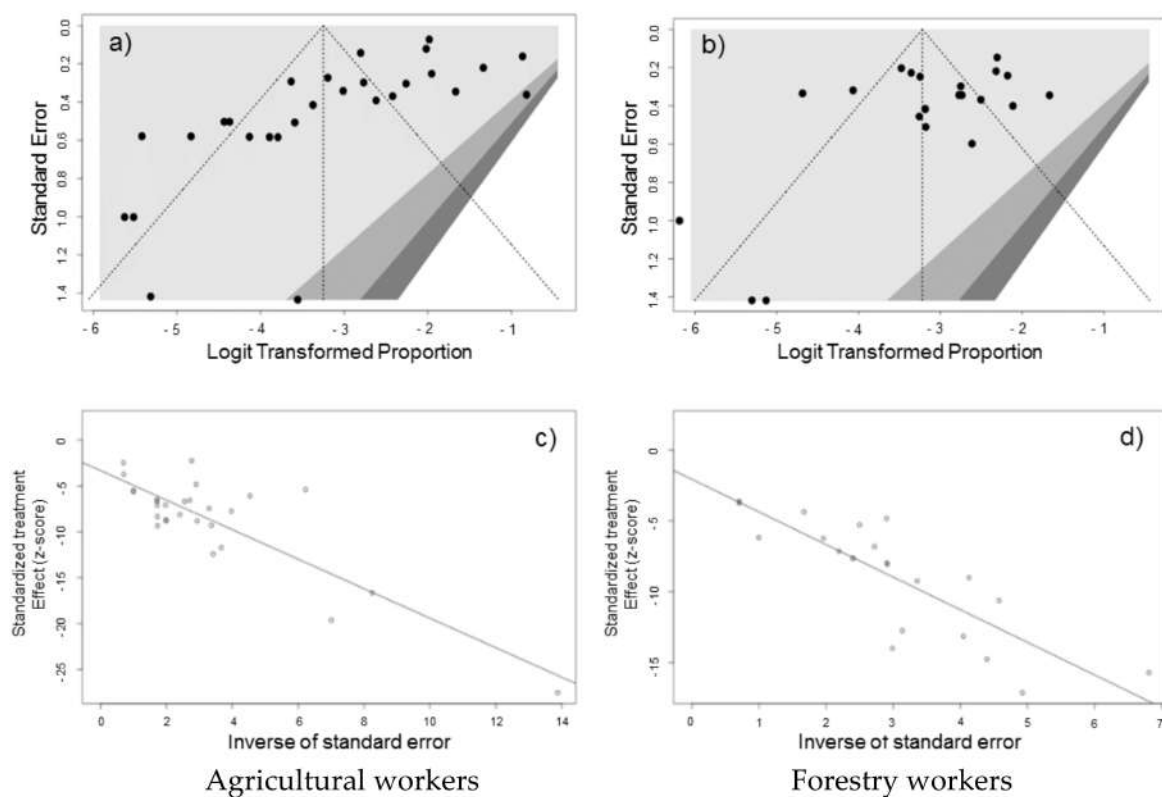 a)
Standard Error
0.0
0.2
0.4
0.6
0.8
1.0
1.2
1.4
- 6 - 5 - 4 - 3 - 2 - 1
Logit Transformed Proportion
b)
Standard Error
0.0
0.2
0.4
0.6
0.8
1.0
1.2
1.4
- 6 - 5 - 4 - 3 - 2 - 1
Logit Transformed Proportion
c)
Standardized treatment
Effect (z-score)
-0
-5
-10
-15
-20
-25
0 2 4 6 8 10 12 14
Inverse of standard error
Agricultural workers
d)
Standardized treatment
Effect (z-score)
-0
-5
-10
-15
0 1 2 3 4 5 6 7
Inverse of standard error
Forestry workers